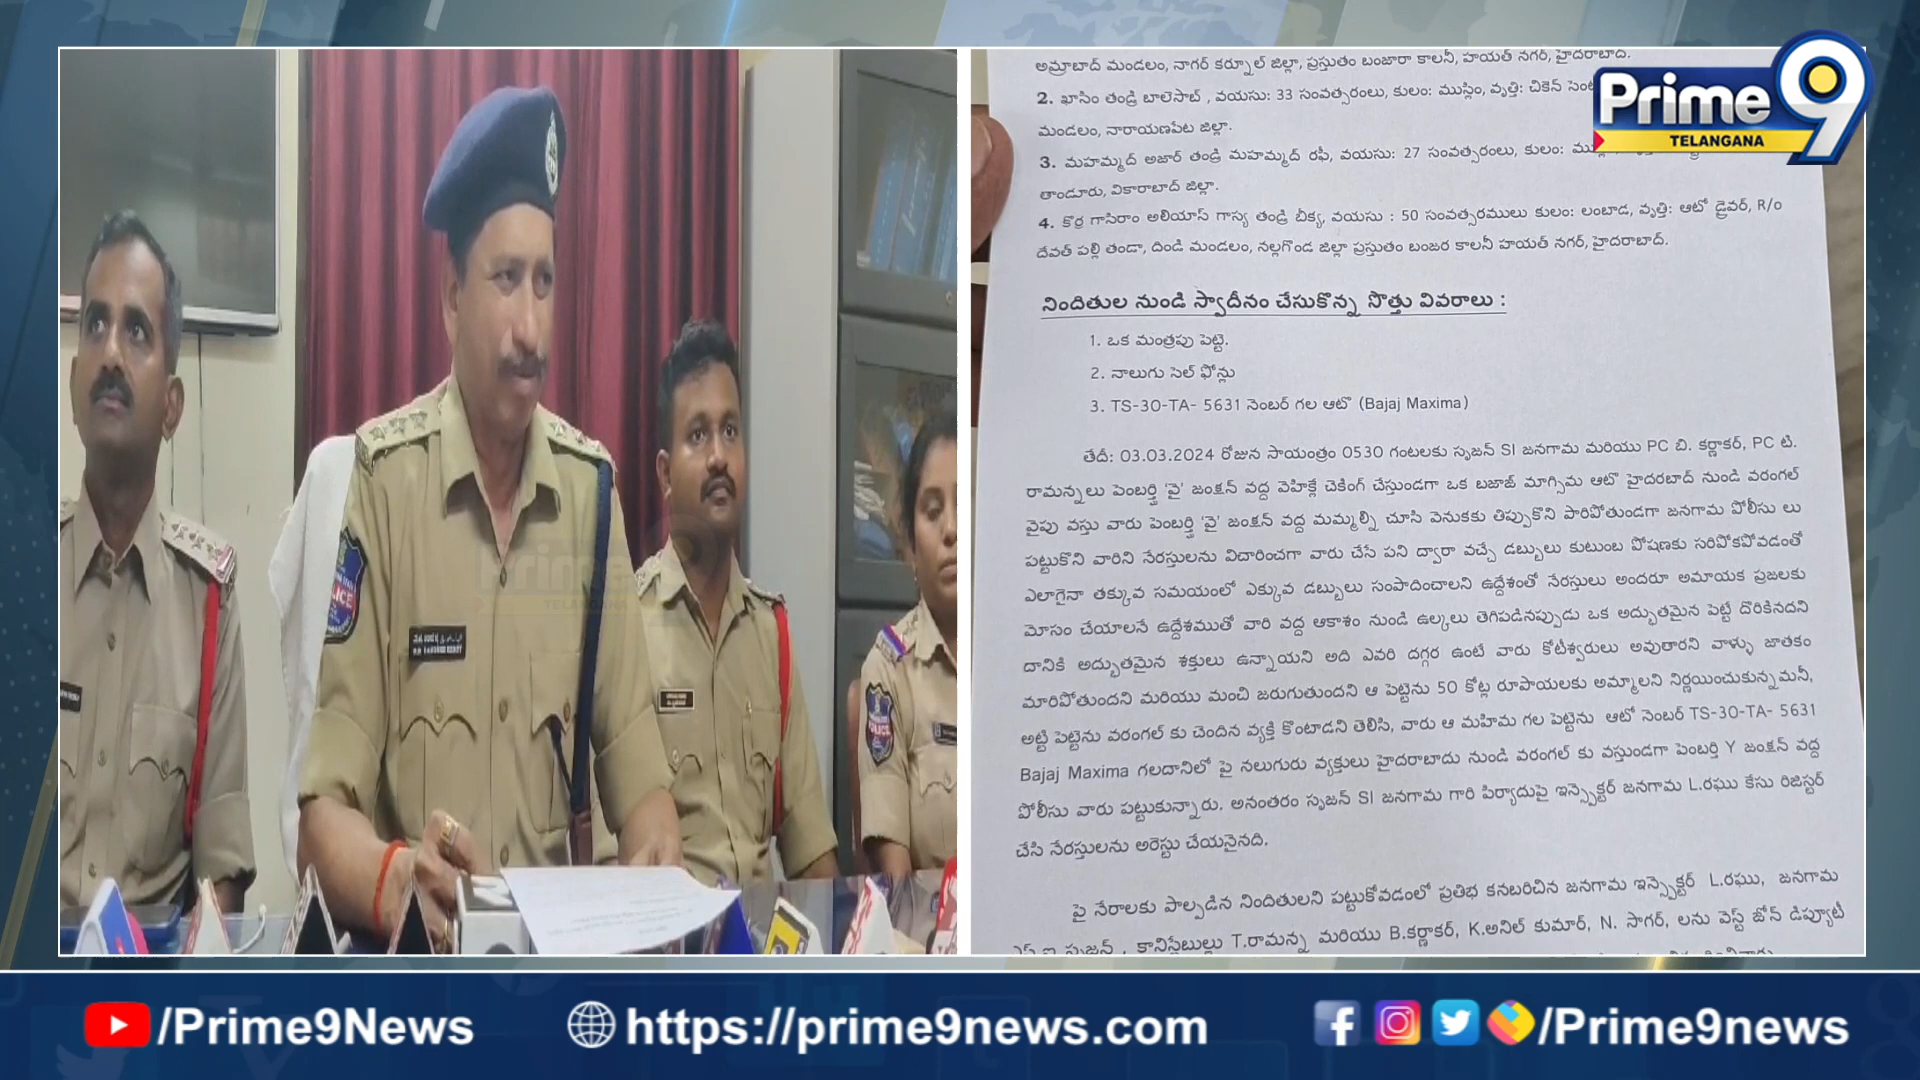 అమ్రాబాద్ మండలం, నాగర్ కర్నూల్ జిల్లా, ప్రస్తుతం బంజారా కాలనీ, హయత్ నగర్, హైదరాబాద్.
2. ఖాసిం తండ్రి బాలెసాబ్ , వయసు: 33 సంవత్సరంలు, కులం: ముస్లిం, వృత్తి: చికెన్
మండలం, నారాయణపేట జిల్లా.
3. మహమ్మద్ అజార్ తండ్రి మహమ్మద్ రఫీ, వయసు: 27 సంవత్సరంలు, కులం:
తాండూరు, వికారాబాద్ జిల్లా.
4. కొర్ర గాసిరాం అలియాస్ గాస్య తండ్రి బీక్య, వయసు : 50 సంవత్సరములు కులం: లంబాడ, వృత్తి: ఆటో డ్రైవర్, R/o
దేవత్ పల్లి తండా, దిండి మండలం, నల్లగొండ జిల్లా ప్రస్తుతం బంజర కాలనీ హయత్ నగర్, హైదరాబాద్.
నిందితుల నుండి స్వాదీనం చేసుకొన్న సొత్తు వివరాలు :
1. ఒక మంత్రపు పెట్టె.
2. నాలుగు సెల్ ఫోన్లు
3. TS-30-TA- 5631 నెంబర్ గల ఆటొ (Bajaj Maxima)
తేదీ: 03.03.2024 రోజున సాయంత్రం 0530 గంటలకు సృజన్ SI జనగామ మరియు PC బి. కర్ణాకర్, PC టి.
రామన్నలు పెంబర్తి 'వై' జంక్షన్ వద్ద వెహికిల్ చెకింగ్ చేస్తుండగా ఒక బజాజ్ మాగ్సిమ ఆటొ హైదరబాద్ నుండి వరంగల్
వైపు వస్తు వారు పెంబర్తి 'వై' జంక్షన్ వద్ద మమ్మల్ని చూసి వెనుకకు తిప్పుకొని పారిపోతుండగా జనగామ పోలీసు లు
పట్టుకొని వారిని నేరస్తులను విదారించగా వారు చేసే పని ద్వారా వచ్చే డబ్బులు కుటుంబ పోషణకు సరిపోకపోవడంతో
ఎలాగైనా తక్కువ సమయంలో ఎక్కువ డబ్బులు సంపాదించాలని ఉద్దేశంతో నేరస్తులు అందరూ అమాయక ప్రజలకు
మోసం చేయాలనే ఉద్దేశముతో వారి వద్ద ఆకాశం నుండి ఉల్కలు తెగిపడినప్పుడు ఒక అద్భుతమైన పెట్టె దొరికినదని
దానికి అద్భుతమైన శక్తులు ఉన్నాయని అది ఎవరి దగ్గర ఉంటే వారు కోటీశ్వరులు అవుతారని వాళ్ళు జాతకం
మారిపోతుందని మరియు మంచి జరుగుతుందని ఆ పెట్టెను 50 కోట్ల రూపాయలకు అమ్మాలని నిర్ణయించుకున్నమనీ,
అట్టి పెట్టెను వరంగల్ కు చెందిన వ్యక్తి కొంటాడని తెలిసి, వారు ఆ మహిమ గల పెట్టెను ఆటో నెంబర్ TS-30-TA- 5631
Bajaj Maxima గలదానిలో పై నలుగురు వ్యక్తులు హైదరాబాదు నుండి వరంగల్ కు వస్తుండగా పెంబర్తి Y జంక్షన్ వద్ద
పోలీసు వారు పట్టుకున్నారు. అనంతరం సృజన్ SI జనగామ గారి పిర్యాదుపై ఇన్స్పెక్టర్ జనగామ L.రఘు కేసు రిజిస్టర్
చేసి నేరస్తులను అరెస్టు చేయనైనది.
పై నేరాలకు పాల్పడిన నిందితులని పట్టుకోవడంలో ప్రతిభ కనబరిచిన జనగామ ఇన్స్పెక్టర్ L.రఘు, జనగామ
ఎస్.ఐ సృజన్ , కానిస్టేబుల్లు T.రామన్న మరియు B.కర్ణాకర్, K.అనిల్ కుమార్, N. సాగర్, లను వెస్ట్ జోన్ డిప్యూటీ
Prime9
TELANGANA
POLICE
Prime
TELANGANA
POLICE
/Prime9News
https://prime9news.com
/Prime9news